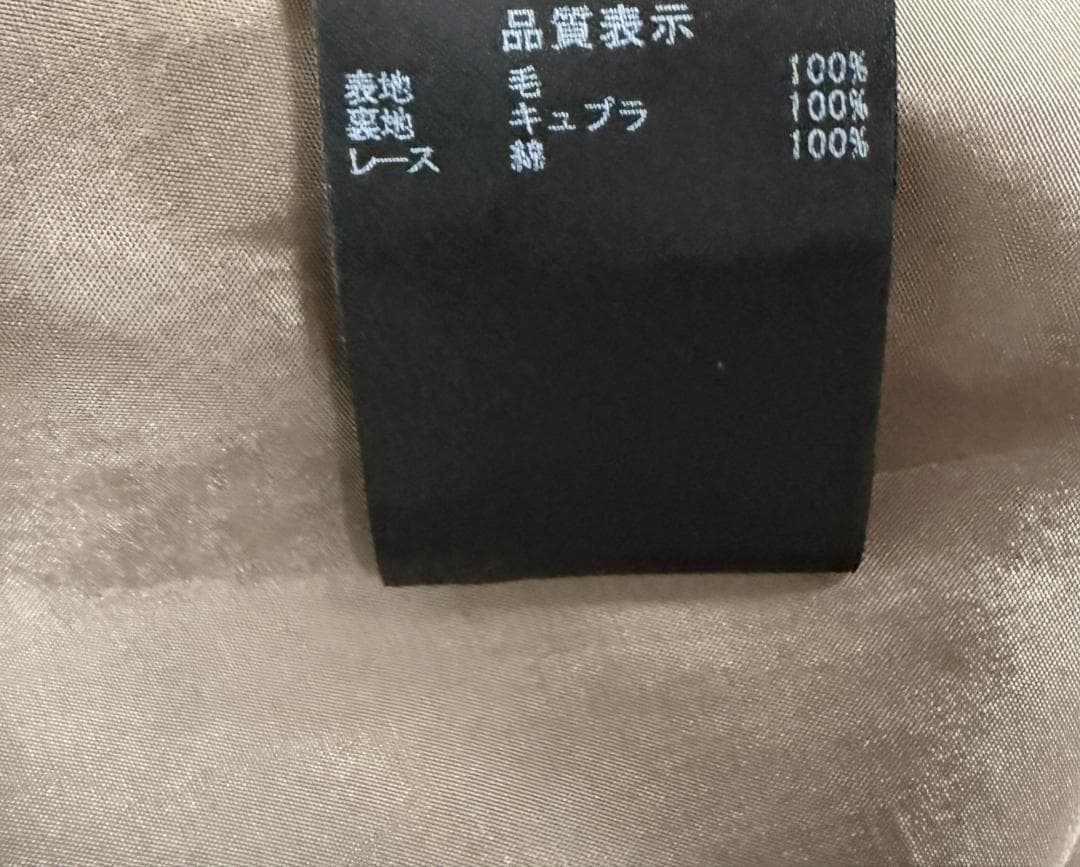 品質表示
表地 毛 100%
裏地 キュプラ 100%
レース 綿 100%